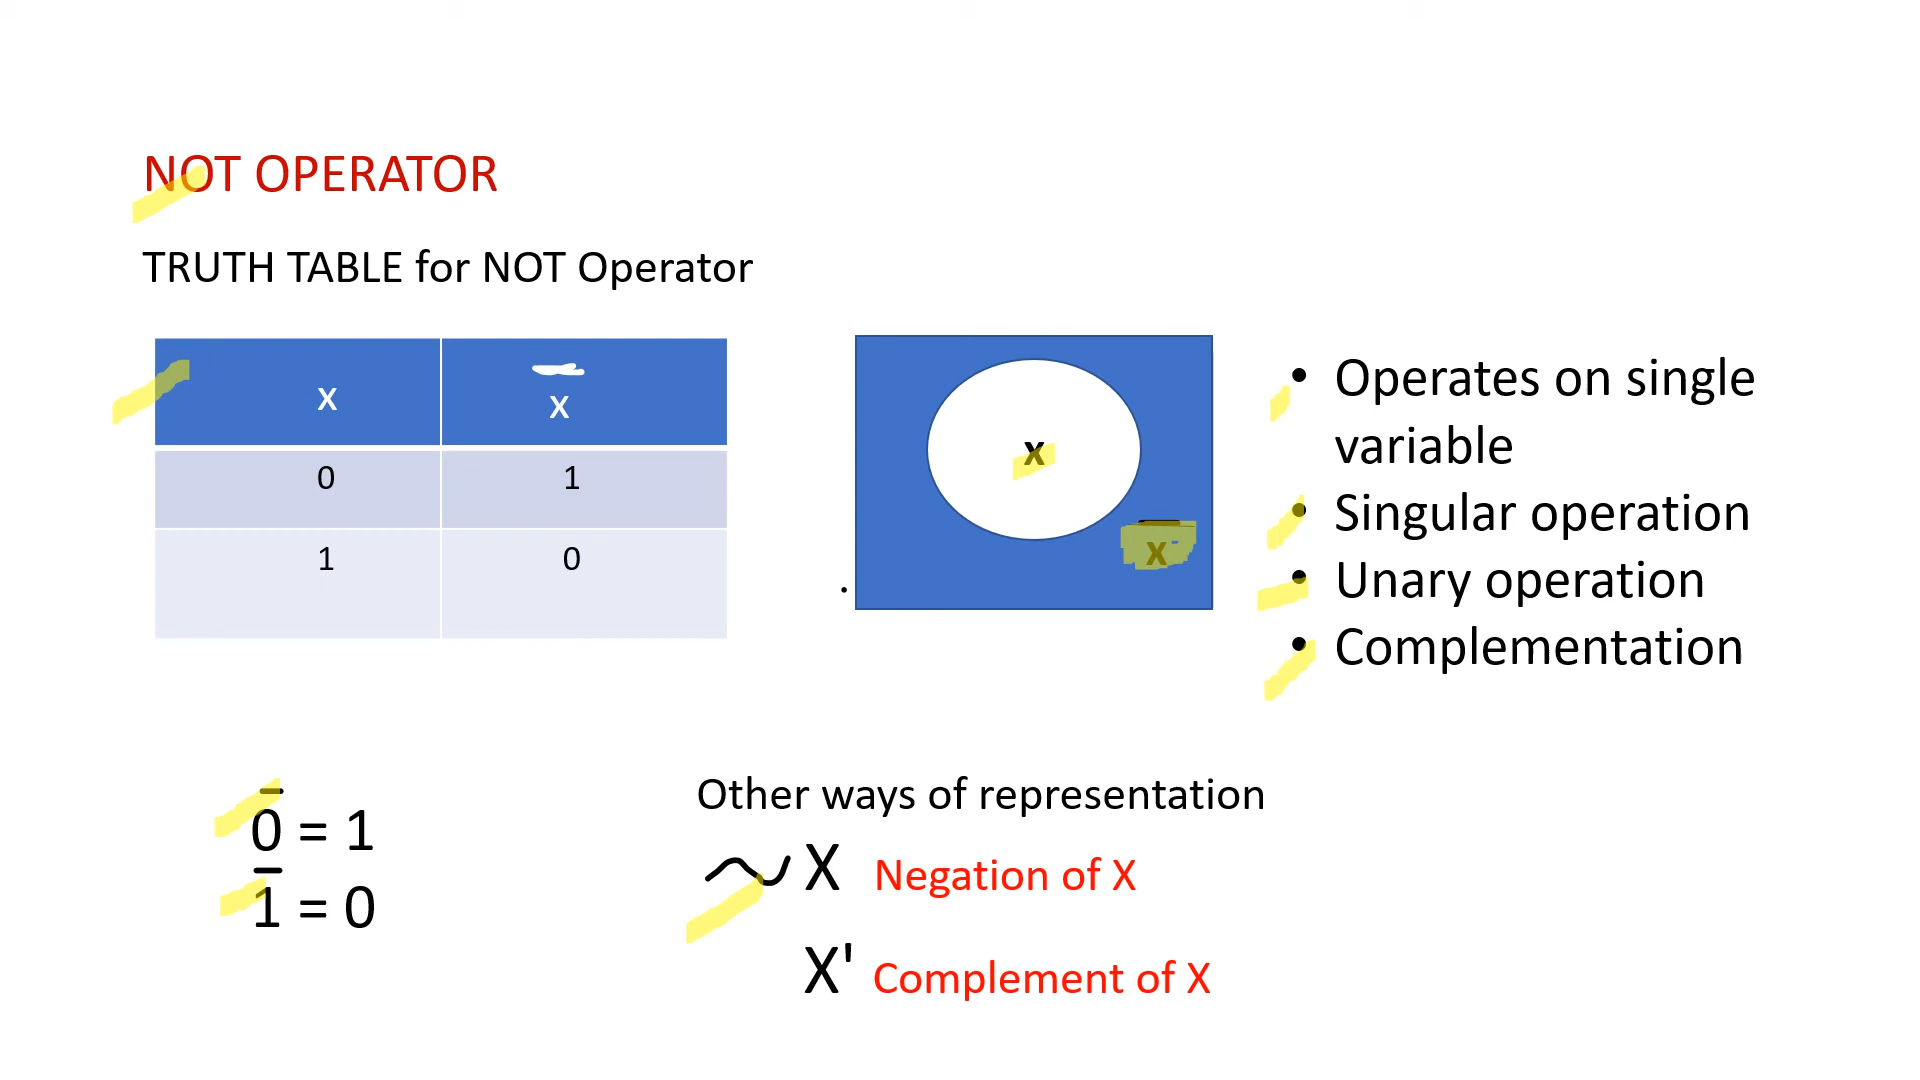 NOT OPERATOR
TRUTH TABLE for NOT Operator
X X̅
0 1
1 0
X
X̅
• Operates on single
variable
• Singular operation
• Unary operation
• Complementation
0̅ = 1
1̅ = 0
Other ways of representation
~X Negation of X
X' Complement of X